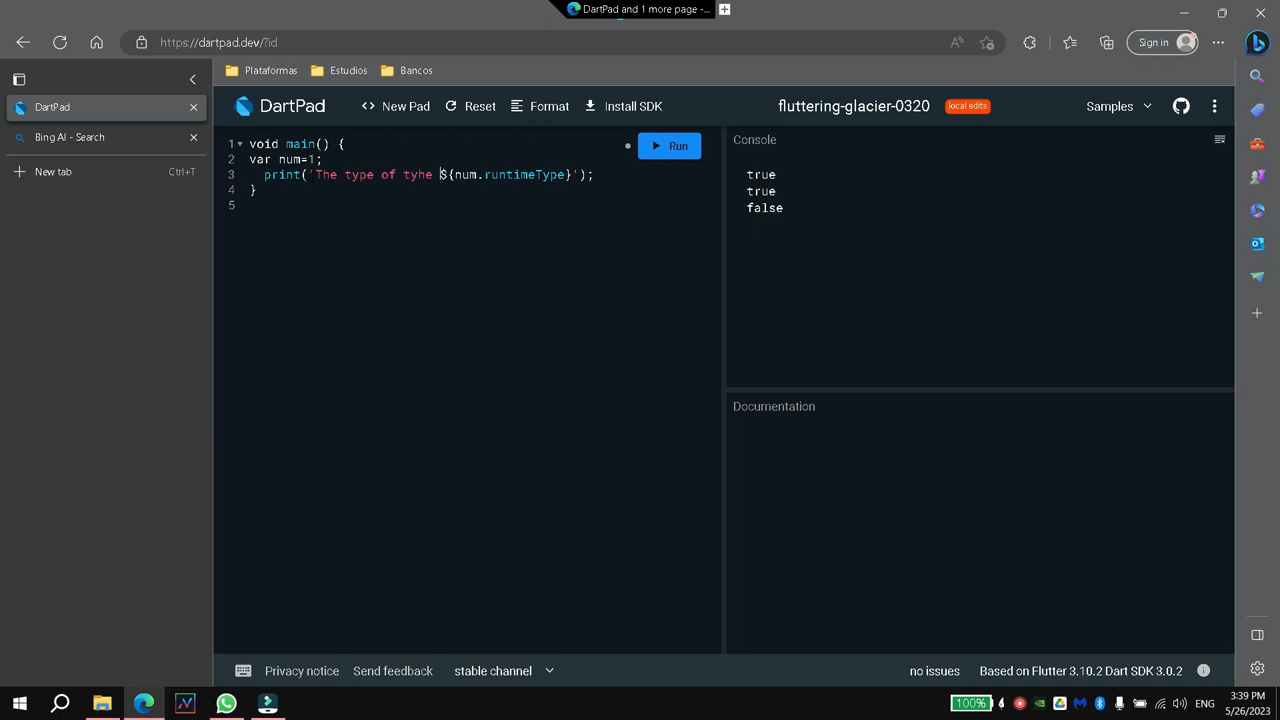 DartPad and 1 more page -...
https://dartpad.dev/?id
Sign in
Plataformas
Estudios
Bancos
DartPad
Bing AI - Search
New tab
Ctrl+T
DartPad
New Pad
Reset
Format
Install SDK
fluttering-glacier-0320
local edits
Samples
1 void main() {
2 var num=1;
3 print('The type of tyhe ${num.runtimeType}');
4 }
5
Run
Console
true
true
false
Documentation
Privacy notice
Send feedback
stable channel
no issues
Based on Flutter 3.10.2 Dart SDK 3.0.2
100%
ENG
3:39 PM
5/26/2023